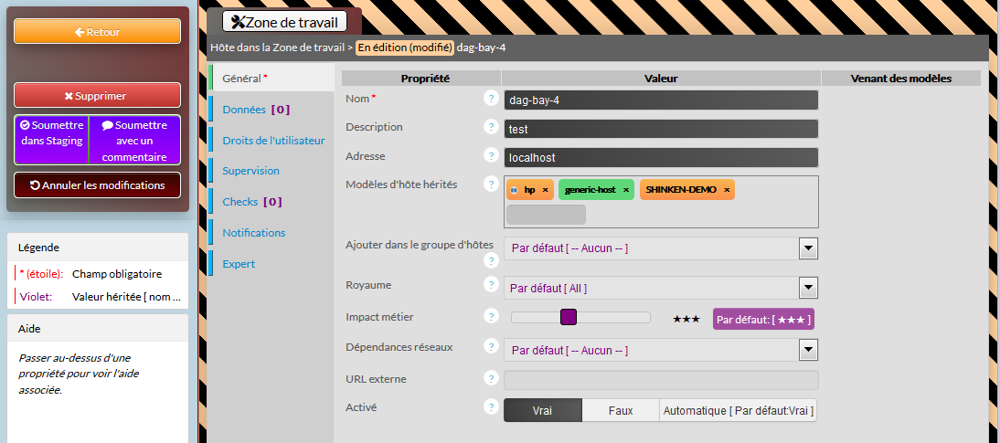 Retour
Supprimer
Soumettre dans Staging
Soumettre avec un commentaire
Annuler les modifications
Légende
* (étoile): Champ obligatoire
Violet: Valeur héritée [ nom ...
Aide
Passer au-dessus d'une
propriété pour voir l'aide
associée.
Zone de travail
Hôte dans la Zone de travail > En édition (modifié) dag-bay-4
Général *
Données [0]
Droits de l'utilisateur
Supervision
Checks [0]
Notifications
Expert
Propriété Valeur Venant des modèles
Nom * ? dag-bay-4
Description ? test
Adresse ? localhost
Modèles d'hôte hérités ? hp × generic-host × SHINKEN-DEMO ×
Ajouter dans le groupe d'hôtes ? Par défaut [ -- Aucun -- ]
Royaume ? Par défaut [ All ]
Impact métier ? ★★★ Par défaut: [ ★★★ ]
Dépendances réseaux ? Par défaut [ -- Aucun -- ]
URL externe ?
Activé ? Vrai Faux Automatique [ Par défaut:Vrai ]